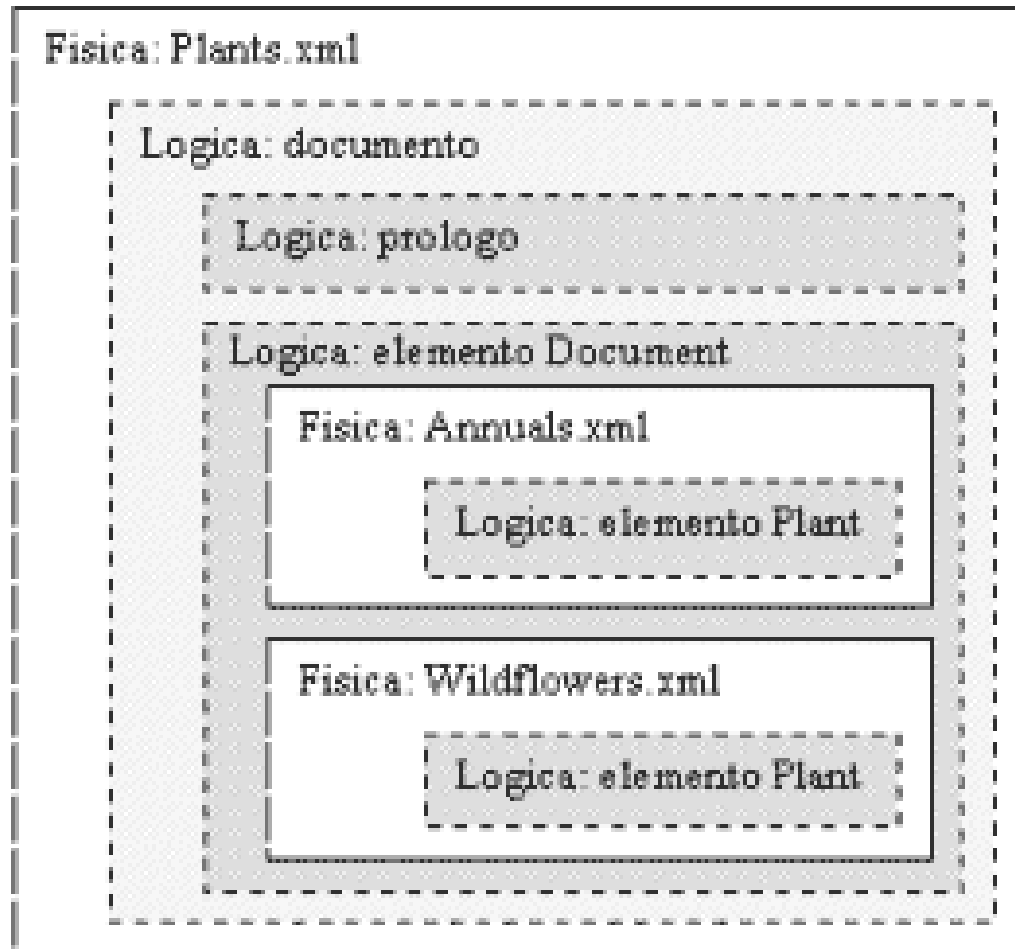 Fisica: Plants.xml
Logica: documento
Logica: prologo
Logica: elemento Document
Fisica: Annuals.xml
Logica: elemento Plant
Fisica: Wildflowers.xml
Logica: elemento Plant